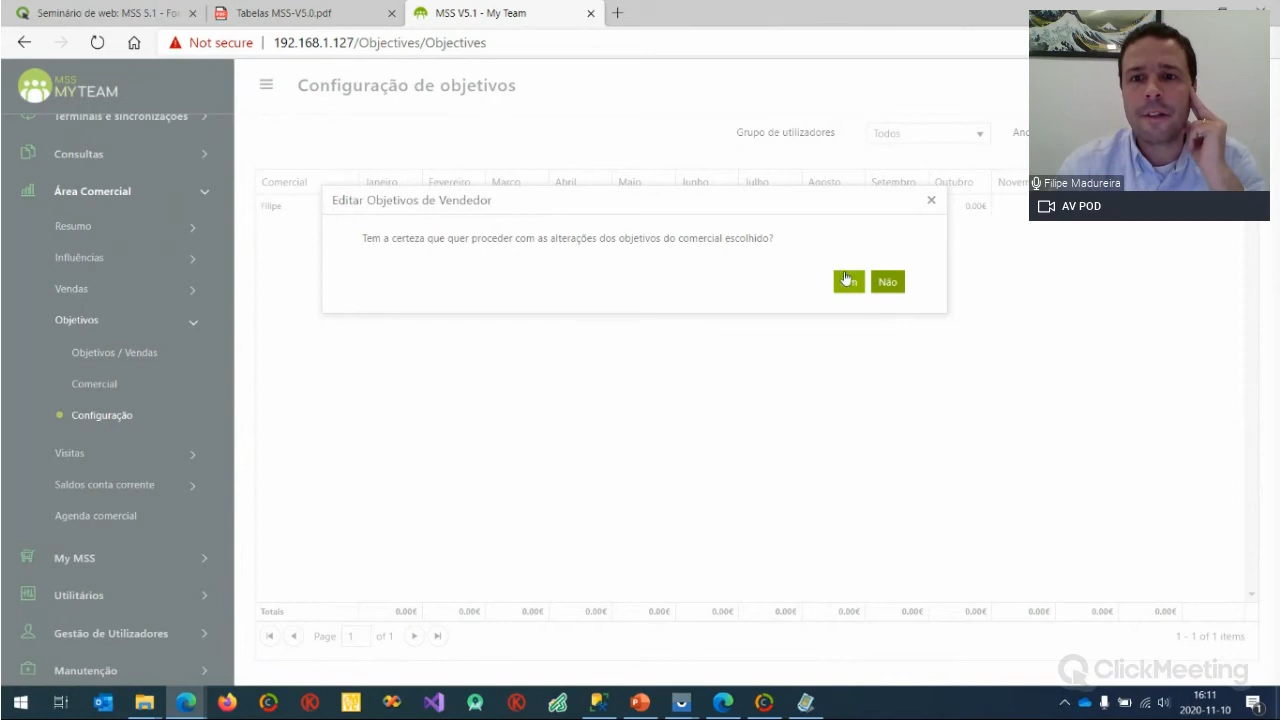 Seminário de web: MSS 5.1 - Fo
Tabelas MSS-V5.0.pdf
MSS V5.1 - My Team
Not secure
192.168.1.127/Objectives/Objectives
MSS
MYTEAM
Configuração de objetivos
Terminais e sincronizações
Grupo de utilizadores
Todos
Consultas
Comercial Janeiro Fevereiro Março Abril Maio Junho Julho Agosto Setembro Outubro
Filipe
0.00€
Filipe Madureira
AV POD
Área Comercial
Editar Objetivos de Vendedor
Tem a certeza que quer proceder com as alterações dos objetivos do comercial escolhido?
Não
Resumo
Influências
Vendas
Objetivos
Objetivos / Vendas
Comercial
Configuração
Visitas
Saldos conta corrente
Agenda comercial
My MSS
Utilitários
Gestão de Utilizadores
Manutenção
Totais 0.00€ 0.00€ 0.00€ 0.00€ 0.00€ 0.00€ 0.00€ 0.00€ 0.00€ 0.00€ 0.00€ 0.00€ 0.00€
Page 1 of 1
1 - 1 of 1 items
ClickMeeting
16:11
2020-11-10